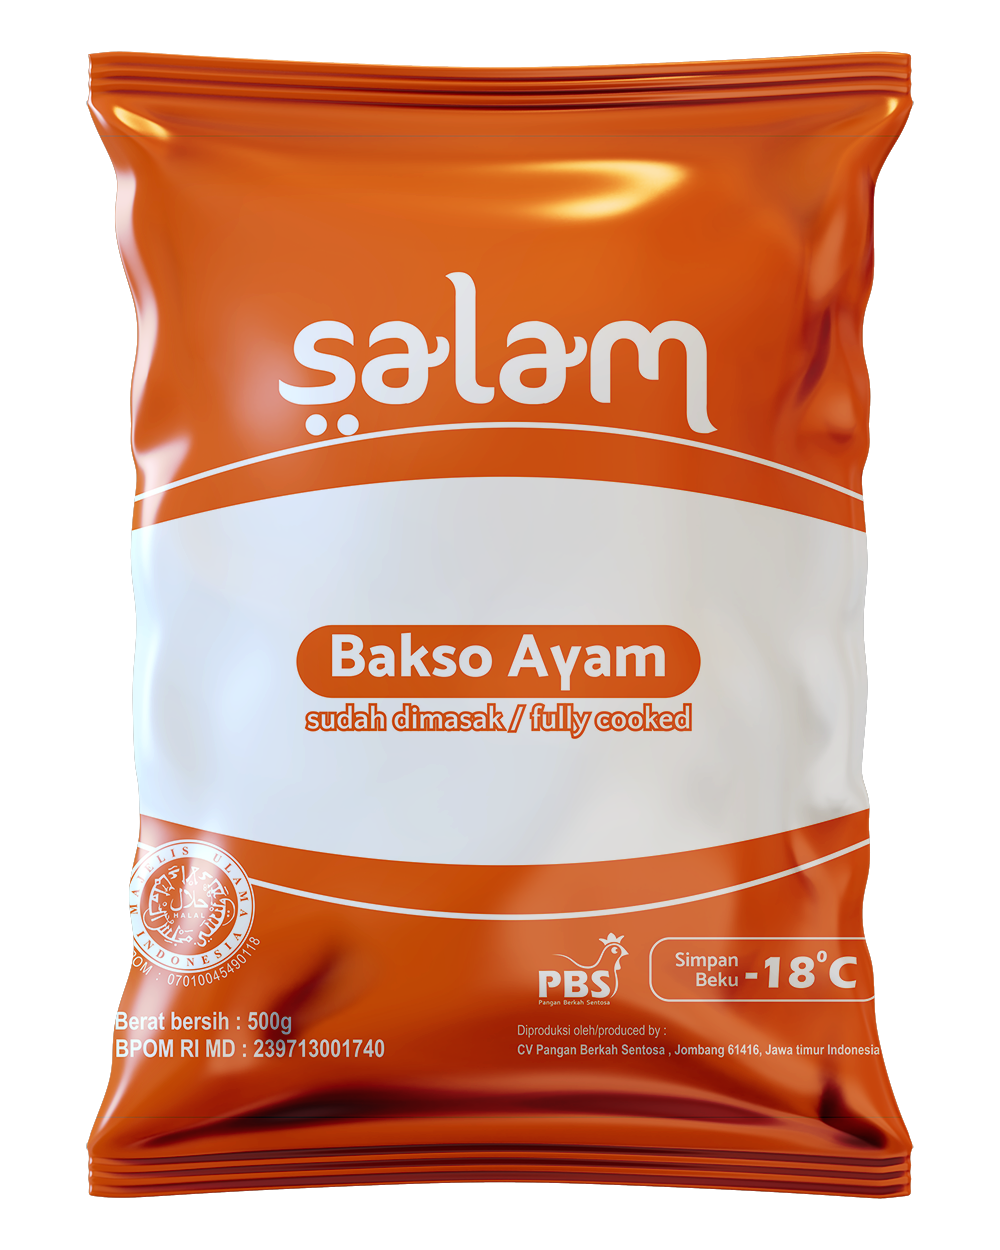 salam
Bakso Ayam
sudah dimasak / fully cooked
MAJELIS ULAMA INDONESIA
حلال
HALAL
POM : 07010045490118
Berat bersih : 500g
BPOM RI MD : 239713001740
PBS
Pangan Berkah Sentosa
Simpan
Beku -18°C
Diproduksi oleh/produced by :
CV Pangan Berkah Sentosa , Jombang 61416, Jawa timur Indonesia